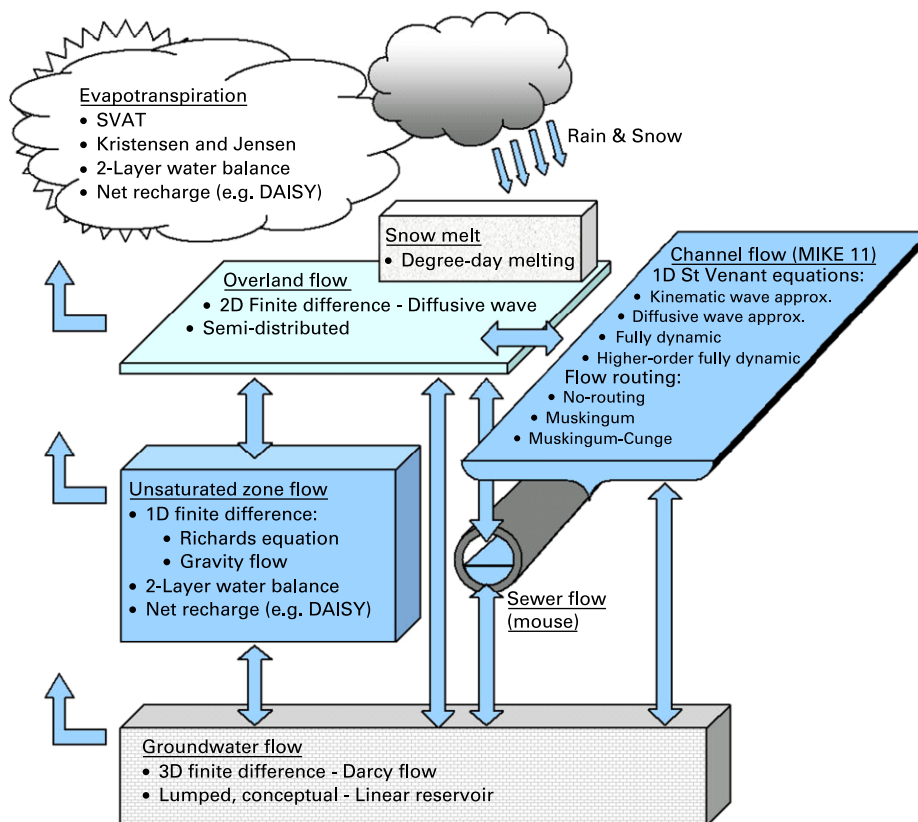 Evapotranspiration
• SVAT
• Kristensen and Jensen
• 2-Layer water balance
• Net recharge (e.g. DAISY)
Rain & Snow
Snow melt
• Degree-day melting
Overland flow
• 2D Finite difference - Diffusive wave
• Semi-distributed
Channel flow (MIKE 11)
1D St Venant equations:
• Kinematic wave approx.
• Diffusive wave approx.
• Fully dynamic
• Higher-order fully dynamic
Flow routing:
• No-routing
• Muskingum
• Muskingum-Cunge
Unsaturated zone flow
• 1D finite difference:
• Richards equation
• Gravity flow
• 2-Layer water balance
• Net recharge (e.g. DAISY)
Sewer flow
(mouse)
Groundwater flow
• 3D finite difference - Darcy flow
• Lumped, conceptual - Linear reservoir